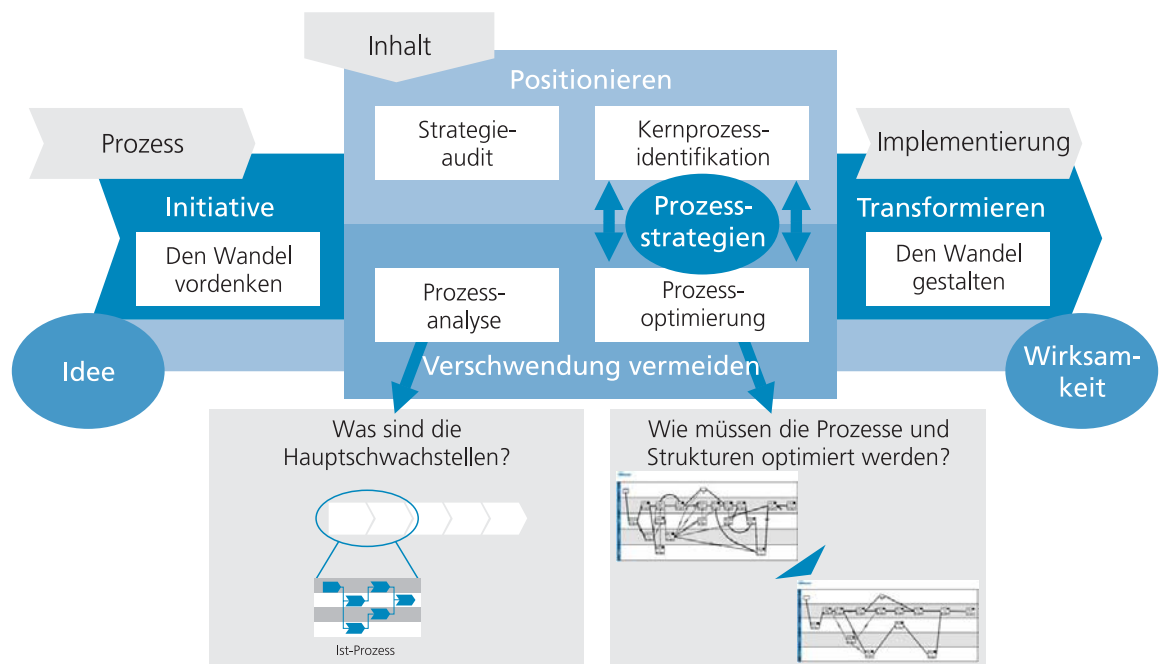 Inhalt
Positionieren
Prozess
Strategie-
audit
Kernprozess-
identifikation
Implementierung
Initiative
Prozess-
strategien
Transformieren
Den Wandel
vordenken
Den Wandel
gestalten
Prozess-
analyse
Prozess-
optimierung
Idee
Verschwendung vermeiden
Wirksam-
keit
Was sind die
Hauptschwachstellen?
Wie müssen die Prozesse und
Strukturen optimiert werden?
Ist-Prozess